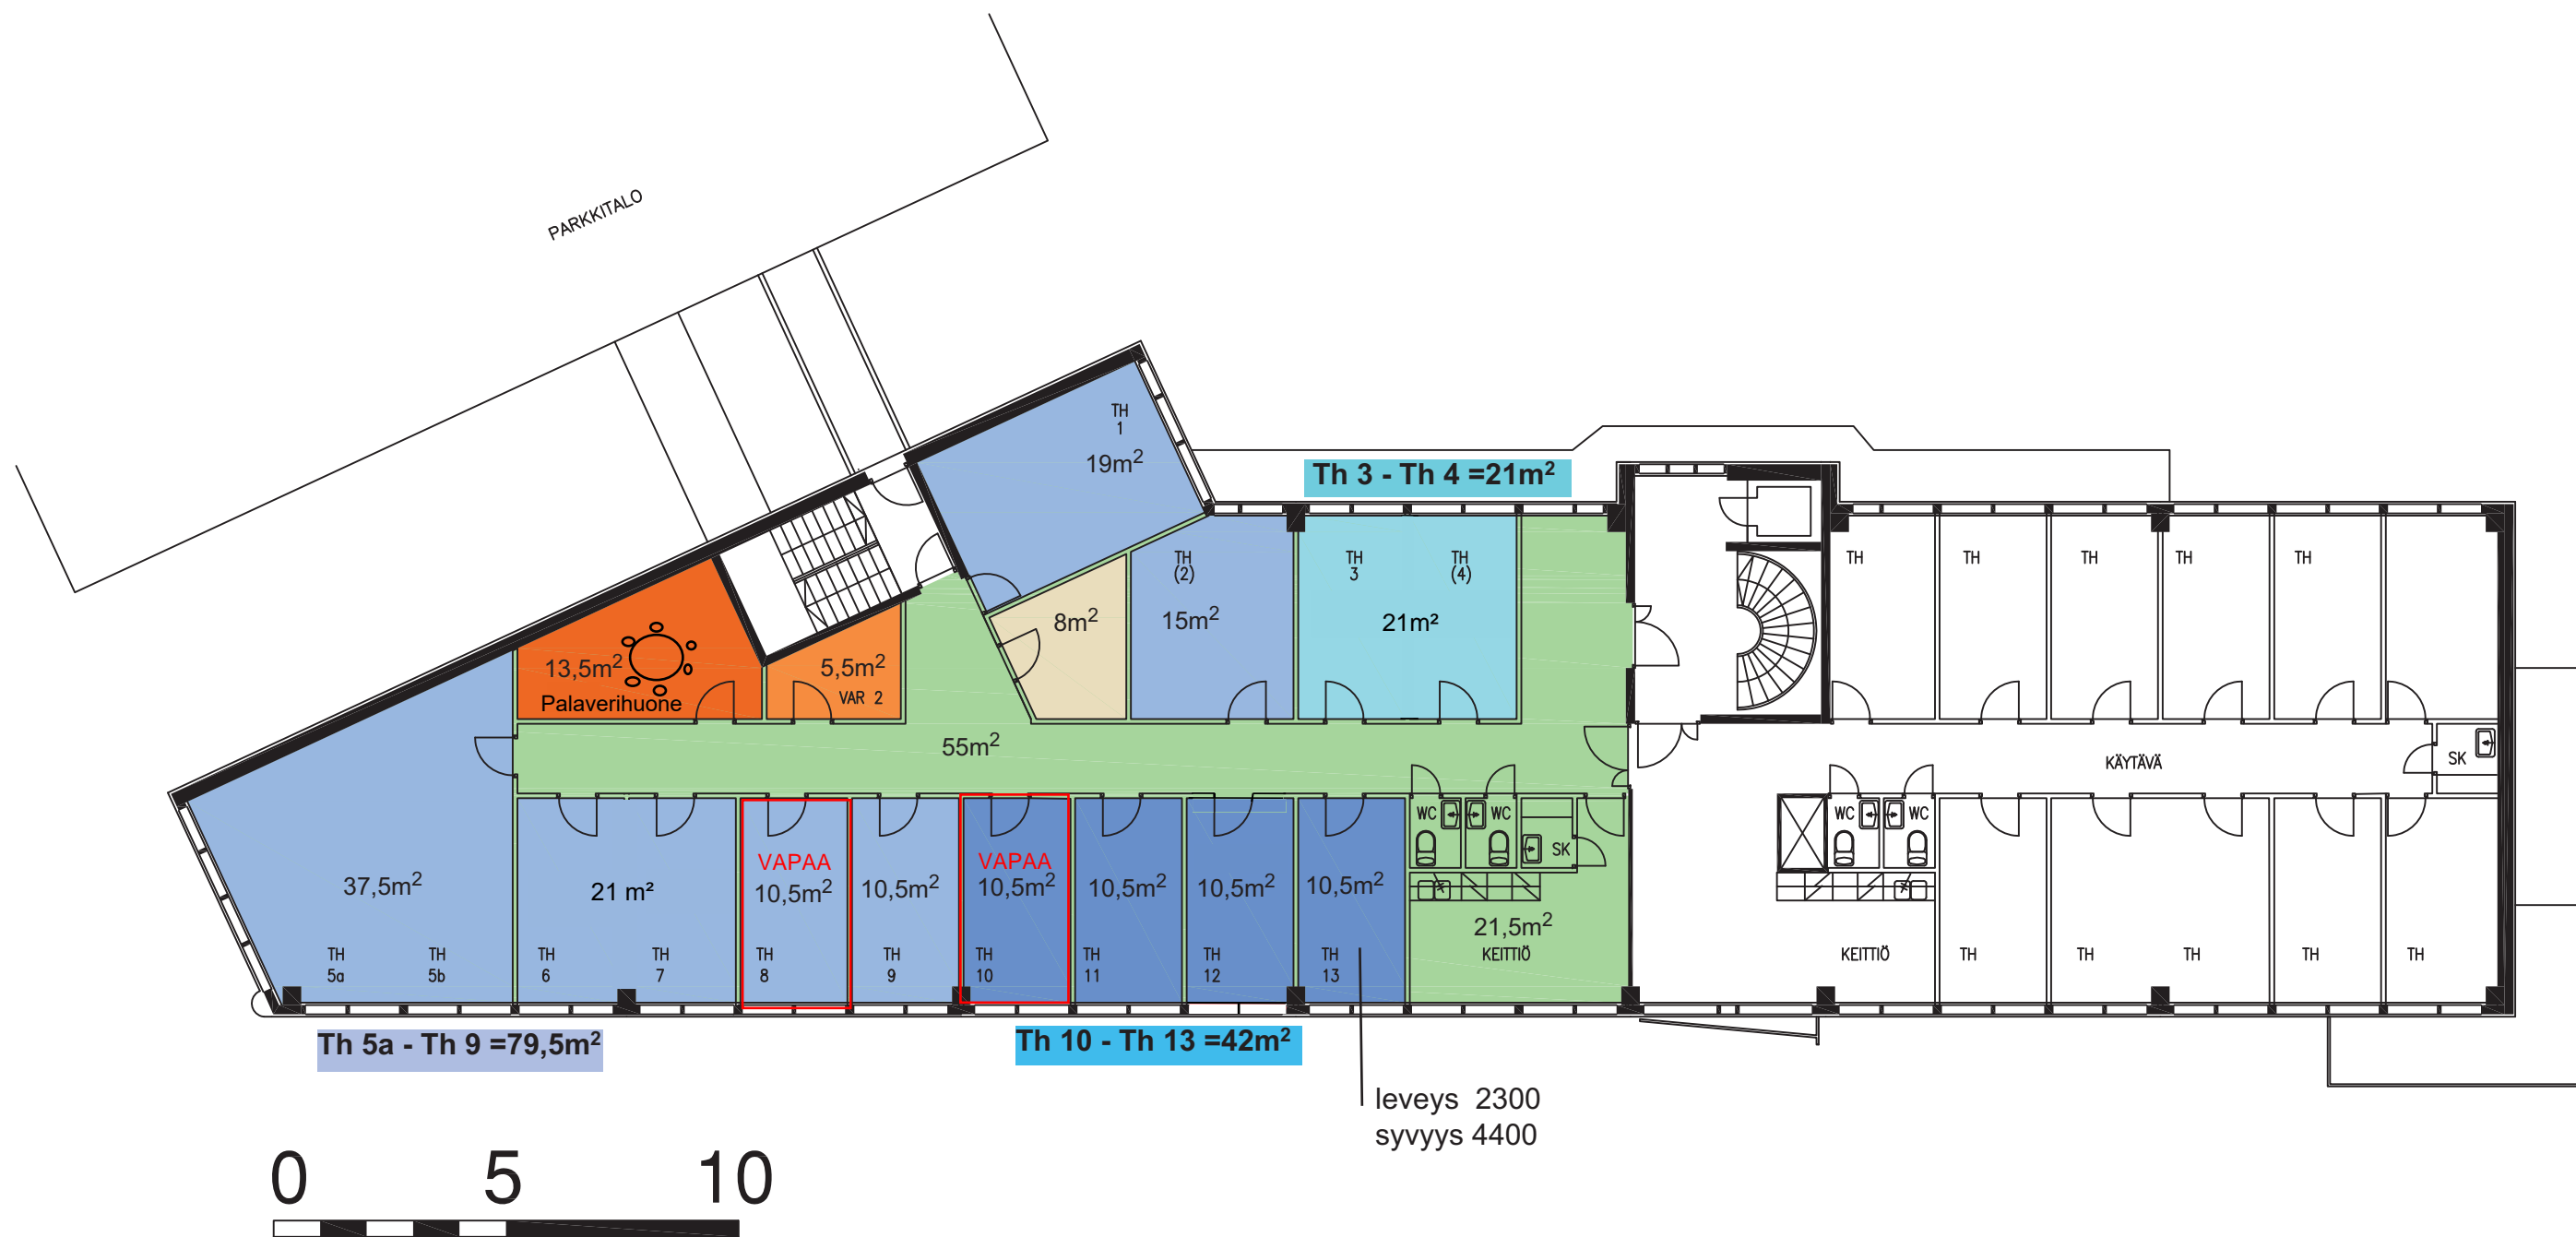 PARKKITALO
TH
1
19m²
Th 3 - Th 4 =21m²
TH
(2)
15m²
TH
3
TH
(4)
21m²
8m²
13,5m²
Palaverihuone
5,5m²
VAR 2
55m²
TH
TH
TH
TH
TH
KÄYTÄVÄ
SK
37,5m²
TH
5a
TH
5b
21 m²
TH
6
TH
7
VAPAA
10,5m²
TH
8
10,5m²
TH
9
VAPAA
10,5m²
TH
10
10,5m²
TH
11
10,5m²
TH
12
10,5m²
TH
13
WC
WC
SK
21,5m²
KEITTIÖ
WC
WC
KEITTIÖ
TH
TH
TH
TH
TH
Th 5a - Th 9 =79,5m²
Th 10 - Th 13 =42m²
leveys 2300
syvyys 4400
0 5 10